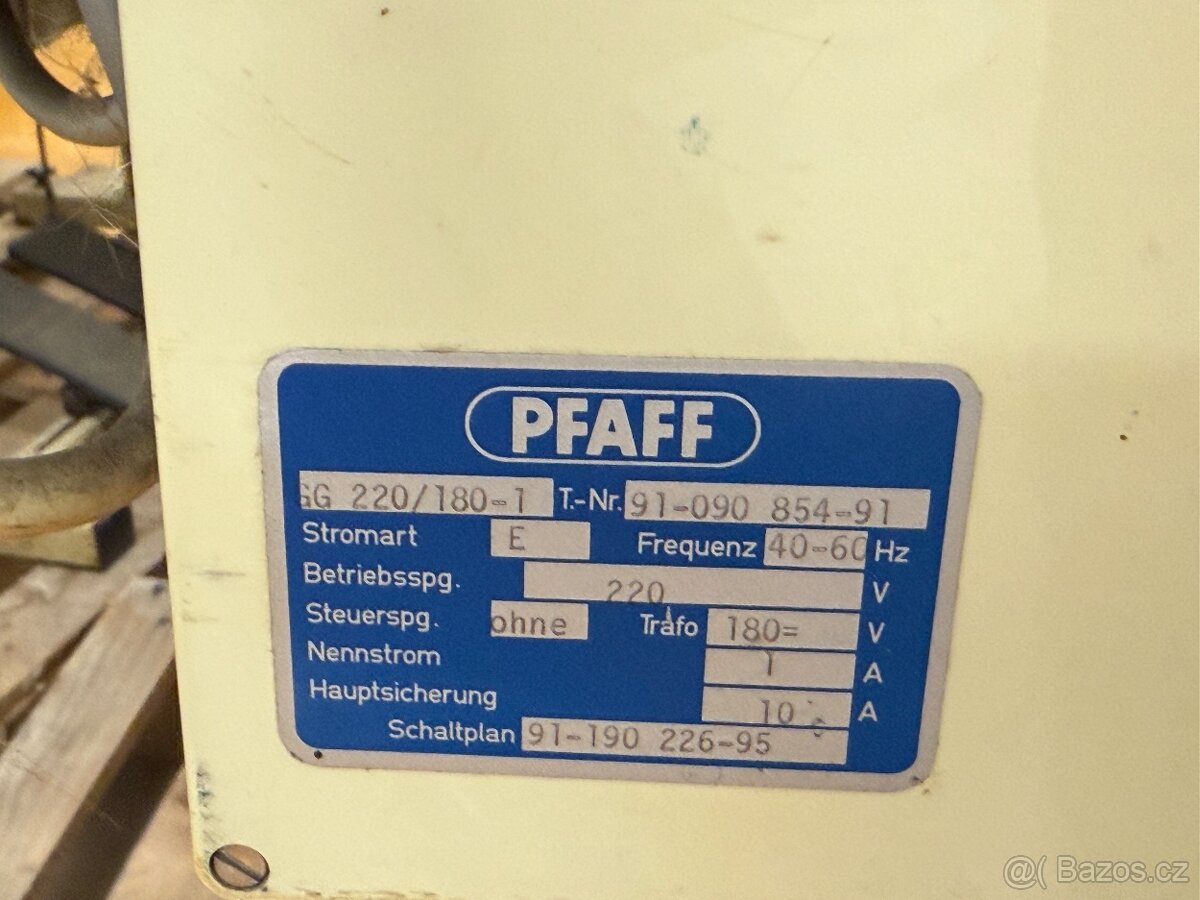 PFAFF
GG 220/180-1 T.-Nr. 91-090 854-91
Stromart E Frequenz 40-60 Hz
Betriebsspg. 220 V
Steuerspg. ohne Trafo 180= V
Nennstrom 1 A
Hauptsicherung 10 A
Schaltplan 91-190 226-95
@( Bazos.cz